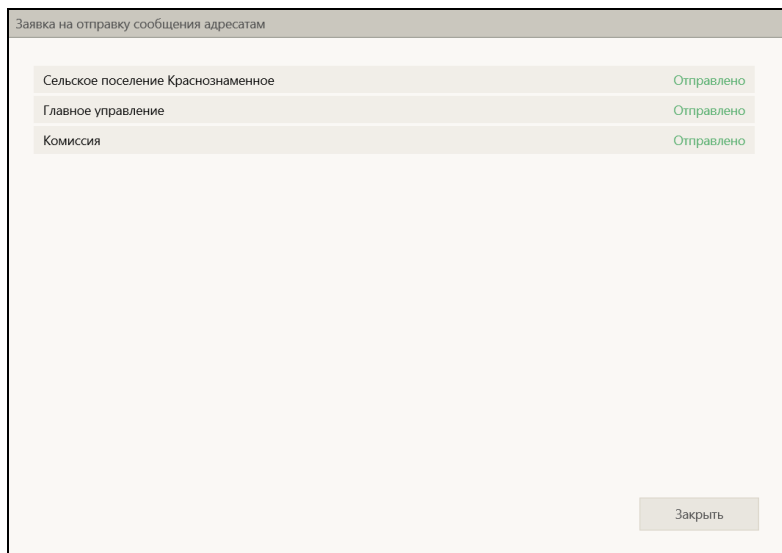 Заявка на отправку сообщения адресатам
Сельское поселение Краснознаменное Отправлено
Главное управление Отправлено
Комиссия Отправлено
Закрыть